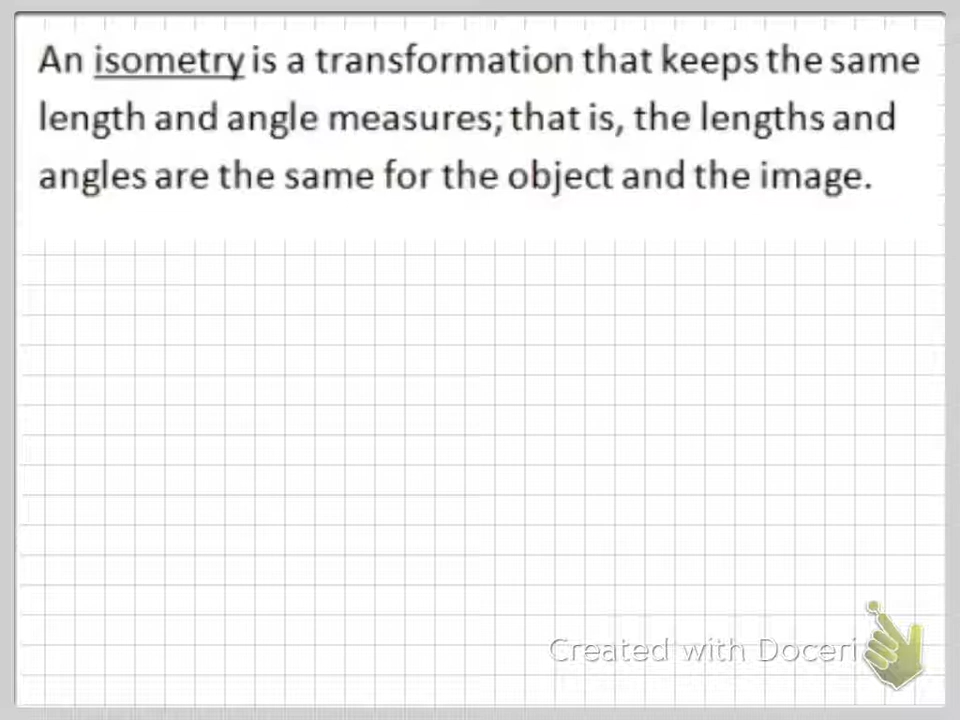 An isometry is a transformation that keeps the same
length and angle measures; that is, the lengths and
angles are the same for the object and the image.
Created with Doceri